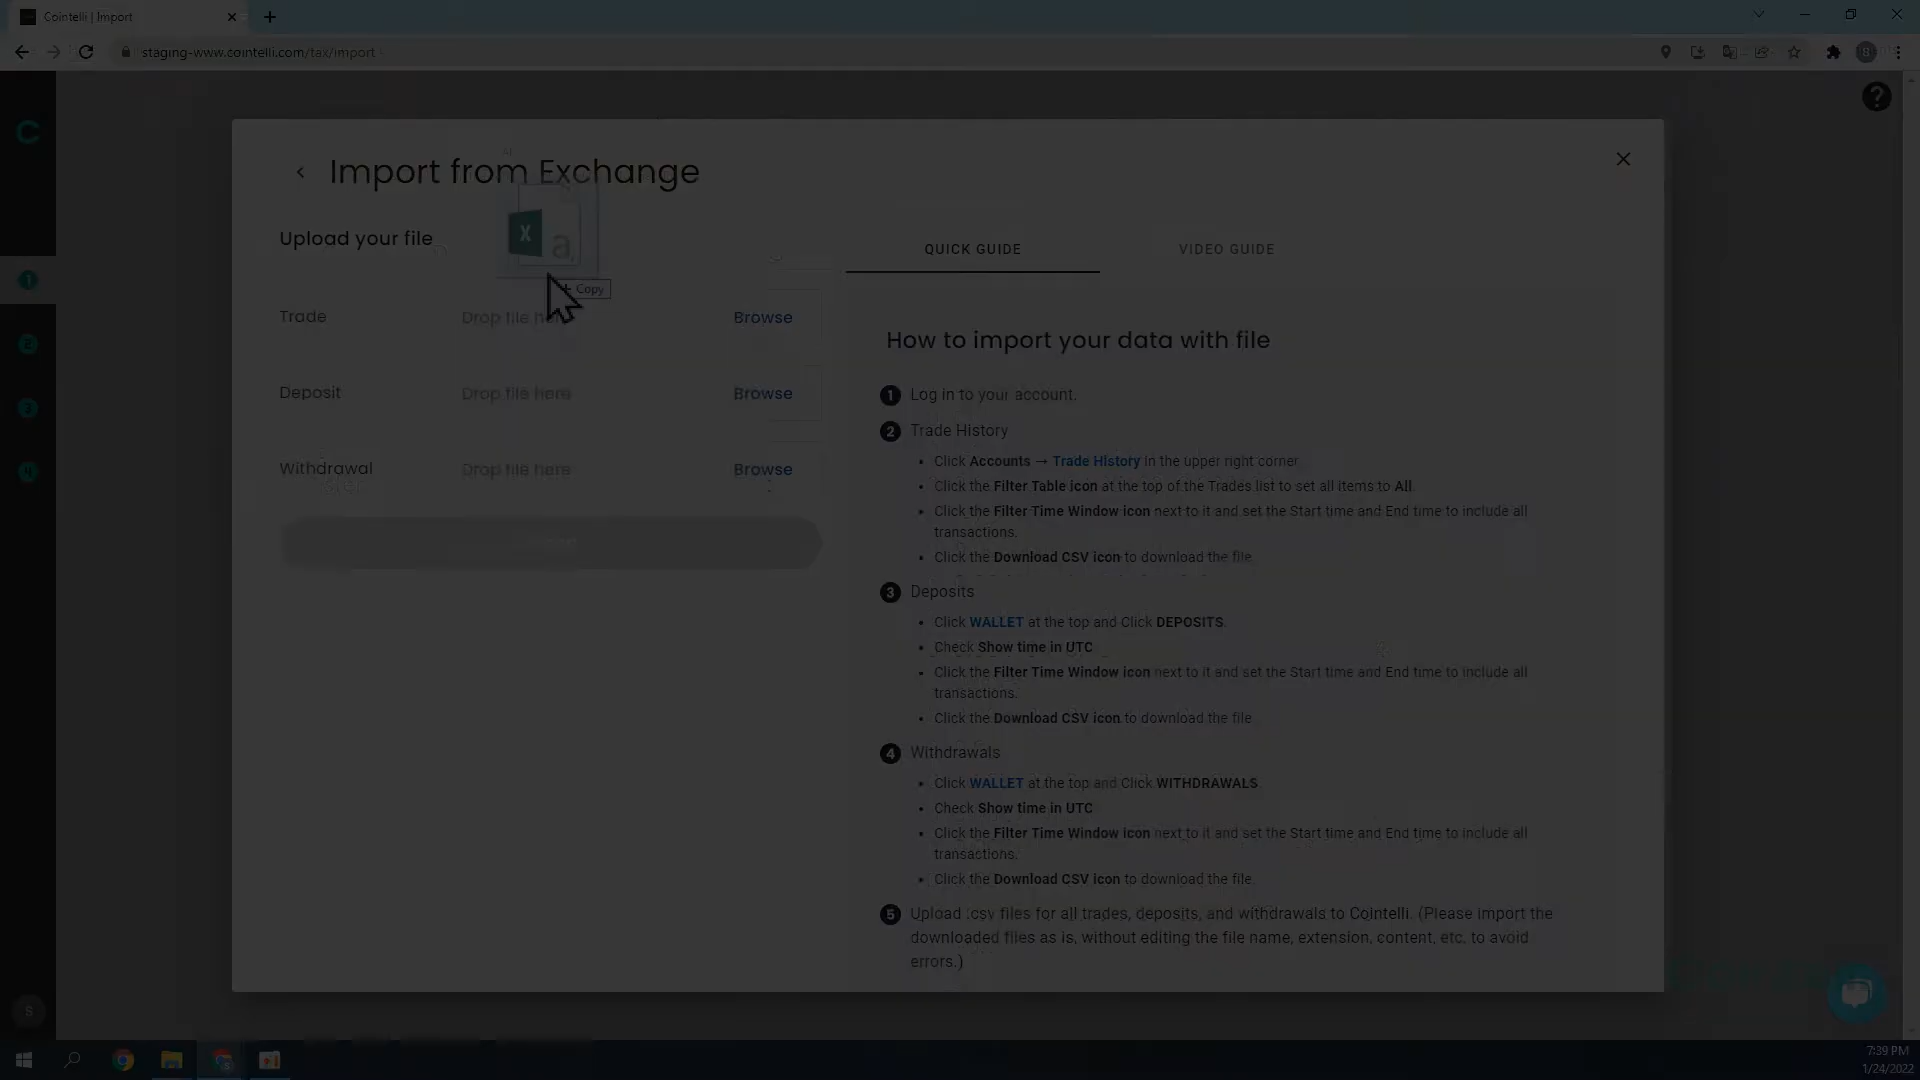 Cointelli | Import
staging-www.cointelli.com/tax/import
C
B
?
Import from Exchange
Upload your file
X
a
+ Copy
QUICK GUIDE
VIDEO GUIDE
Trade
Drop file here
Browse
Deposit
Drop file here
Browse
Withdrawal
Drop file here
Browse
How to import your data with file
1 Log in to your account.
2 Trade History
• Click Accounts → Trade History in the upper right corner
• Click the Filter Table icon at the top of the Trades list to set all items to All
• Click the Filter Time Window icon next to it and set the Start time and End time to include all
transactions.
• Click the Download CSV icon to download the file.
3 Deposits
• Click WALLET at the top and Click DEPOSITS.
• Check Show time in UTC
• Click the Filter Time Window icon next to it and set the Start time and End time to include all
transactions.
• Click the Download CSV icon to download the file.
4 Withdrawals
• Click WALLET at the top and Click WITHDRAWALS.
• Check Show time in UTC
• Click the Filter Time Window icon next to it and set the Start time and End time to include all
transactions.
• Click the Download CSV icon to download the file.
5 Upload .csv files for all trades, deposits, and withdrawals to Cointelli. (Please import the
downloaded files as is, without editing the file name, extension, content, etc. to avoid
errors.)
1
2
3
4
S
7:39 PM
1/24/2022